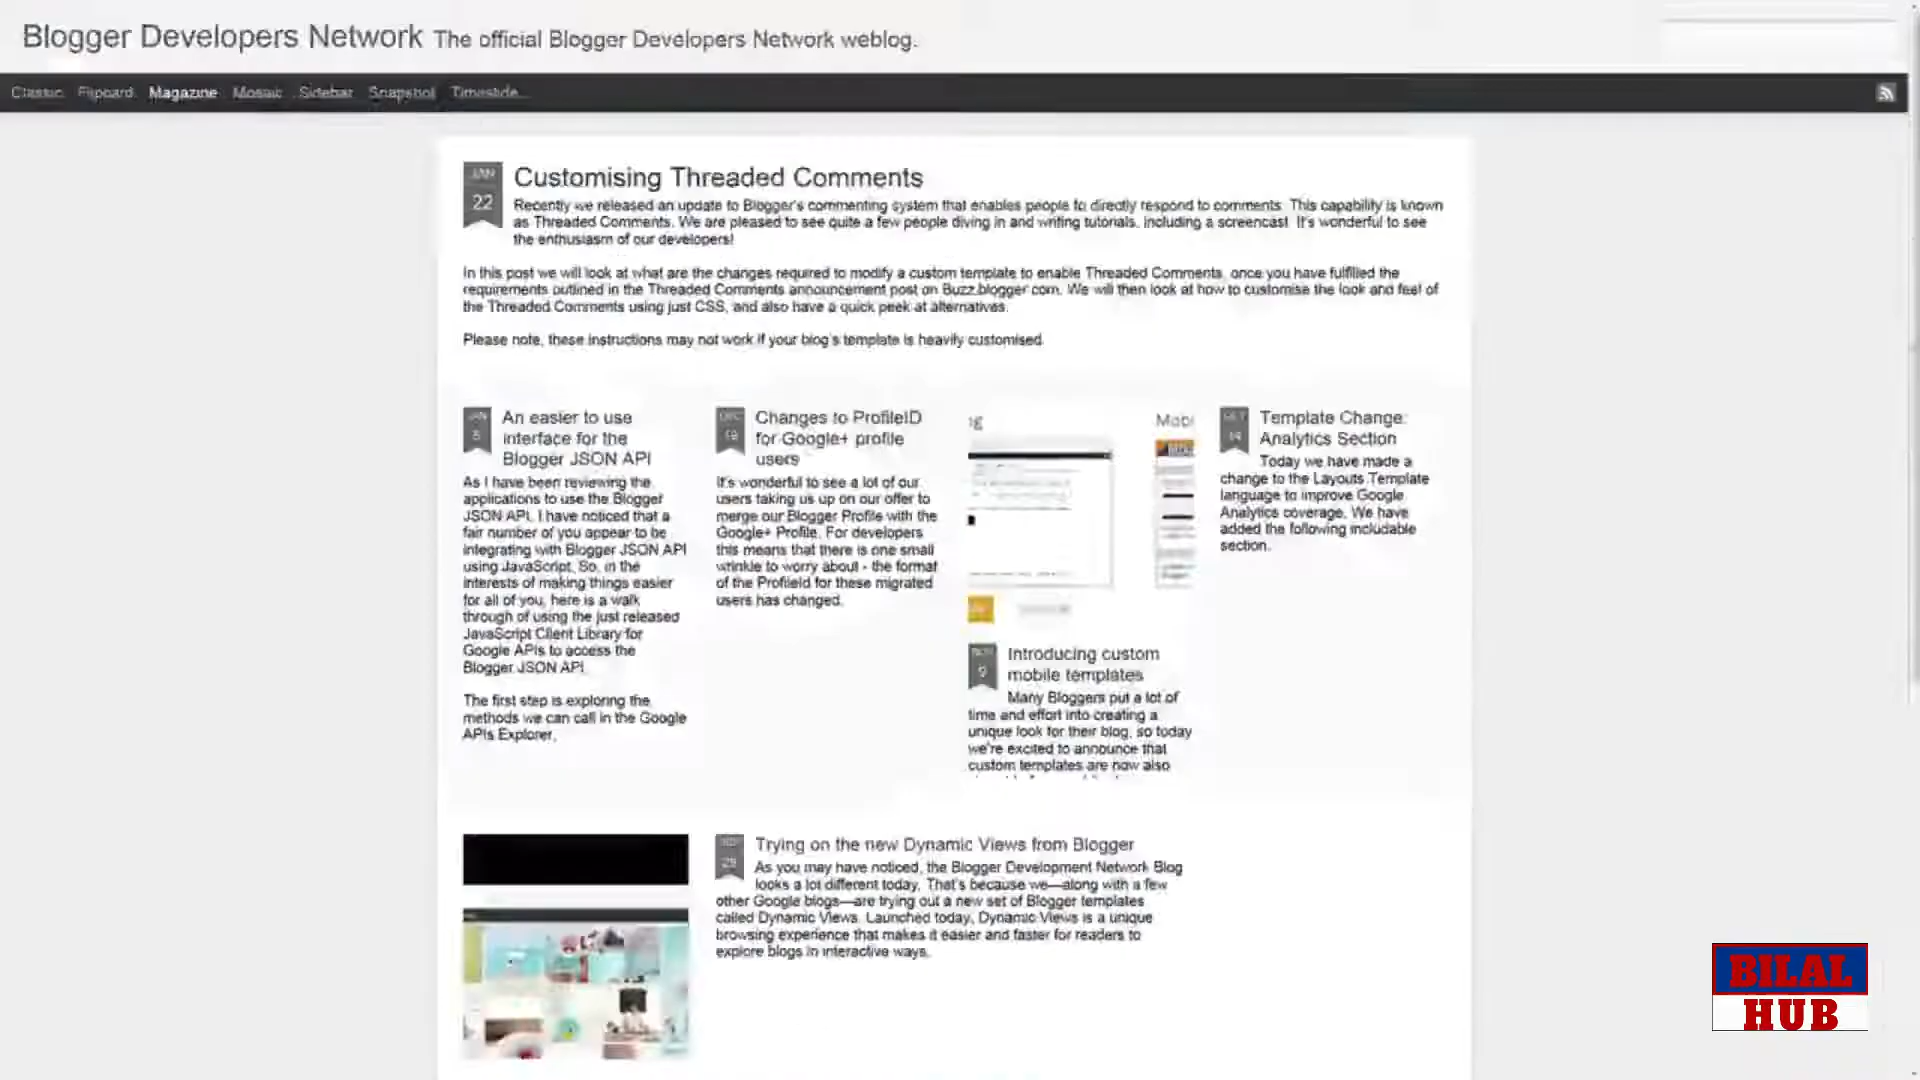 Blogger Developers Network The official Blogger Developers Network weblog.
Classic Flipcard Magazine Mosaic Sidebar Snapshot Timeslide
JAN
22
Customising Threaded Comments
Recently we released an update to Blogger's commenting system that enables people to directly respond to comments. This capability is known
as Threaded Comments. We are pleased to see quite a few people diving in and writing tutorials, including a screencast. It's wonderful to see
the enthusiasm of our developers!
In this post we will look at what are the changes required to modify a custom template to enable Threaded Comments, once you have fulfilled the
requirements outlined in the Threaded Comments announcement post on Buzz.blogger.com. We will then look at how to customise the look and feel of
the Threaded Comments using just CSS, and also have a quick peek at alternatives.
Please note, these instructions may not work if your blog's template is heavily customised.
JAN
5
An easier to use
interface for the
Blogger JSON API
As I have been reviewing the
applications to use the Blogger
JSON API, I have noticed that a
fair number of you appear to be
integrating with Blogger JSON API
using JavaScript. So, in the
interests of making things easier
for all of you, here is a walk
through of using the just released
JavaScript Client Library for
Google APIs to access the
Blogger JSON API.
The first step is exploring the
methods we can call in the Google
APIs Explorer.
DEC
Changes to ProfileID
for Google+ profile
users
It's wonderful to see a lot of our
users taking us up on our offer to
merge our Blogger Profile with the
Google+ Profile. For developers
this means that there is one small
wrinkle to worry about - the format
of the ProfileId for these migrated
users has changed.
ng
Mobi
NOV
9
Introducing custom
mobile templates
Many Bloggers put a lot of
time and effort into creating a
unique look for their blog, so today
we're excited to announce that
custom templates are now also
OCT
14
Template Change:
Analytics Section
Today we have made a
change to the Layouts Template
language to improve Google
Analytics coverage. We have
added the following includable
section.
Trying on the new Dynamic Views from Blogger
As you may have noticed, the Blogger Development Network Blog
looks a lot different today. That's because we—along with a few
other Google blogs—are trying out a new set of Blogger templates
called Dynamic Views. Launched today, Dynamic Views is a unique
browsing experience that makes it easier and faster for readers to
explore blogs in interactive ways.
BILAL
HUB